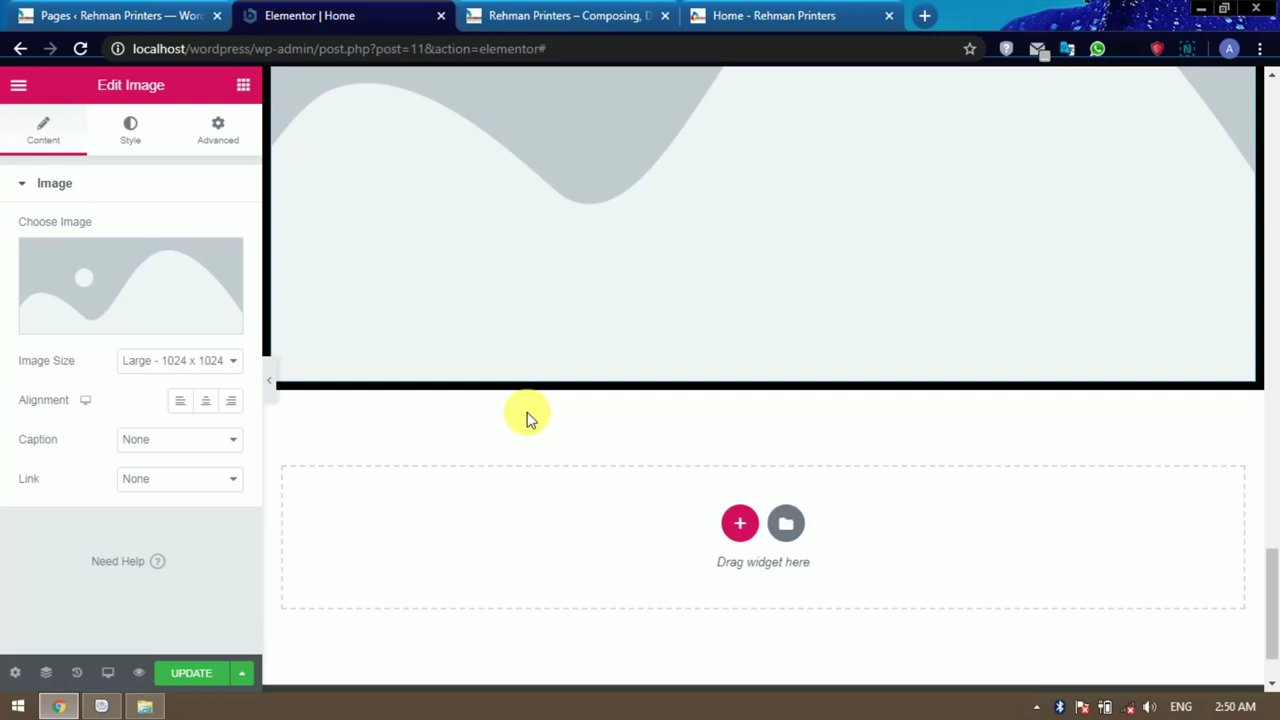 Pages ‹ Rehman Printers — Word
Elementor | Home
Rehman Printers – Composing, D
Home - Rehman Printers
localhost/wordpress/wp-admin/post.php?post=11&action=elementor#
A
Edit Image
Content
Style
Advanced
Image
Choose Image
Image Size
Large - 1024 x 1024
Alignment
Caption
None
Link
None
Need Help
Drag widget here
UPDATE
ENG
2:50 AM